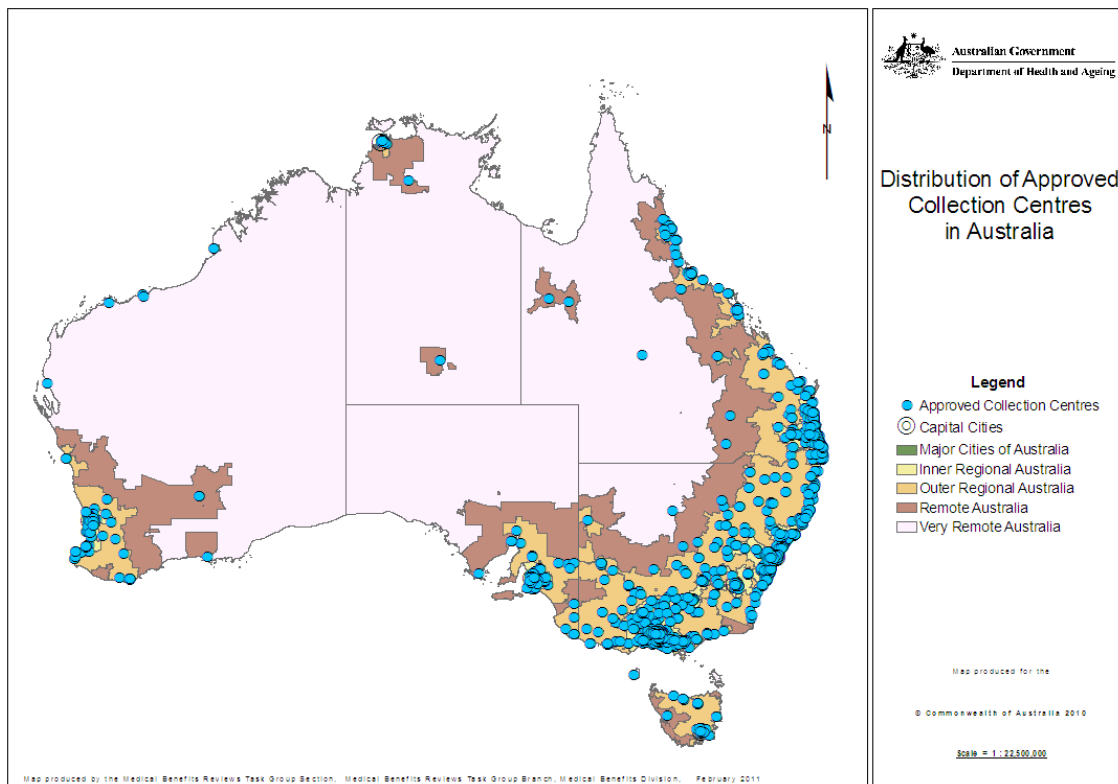 Australian Government
Department of Health and Ageing
N
Distribution of Approved
Collection Centres
in Australia
Legend
Approved Collection Centres
Capital Cities
Major Cities of Australia
Inner Regional Australia
Outer Regional Australia
Remote Australia
Very Remote Australia
Map produced for the
© Commonwealth of Australia 2010
Scale = 1 : 22,500,000
Map produced by the Medical Benefits Reviews Task Group Section, Medical Benefits Reviews Task Group Branch, Medical Benefits Division, February 2011